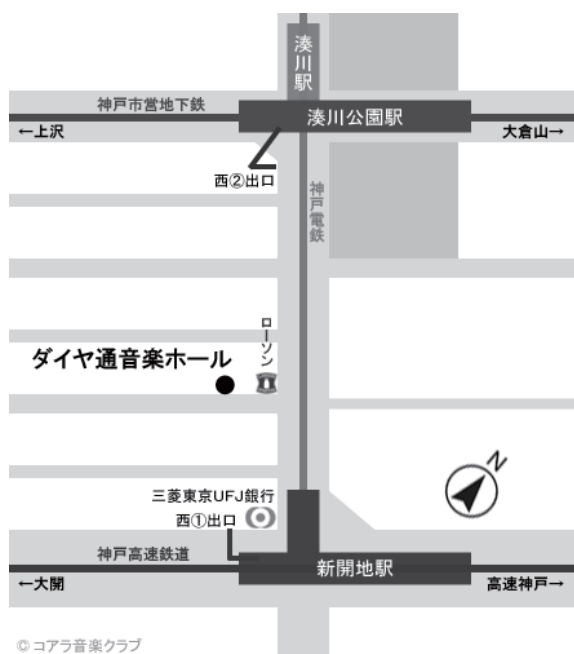 湊川駅
神戸市営地下鉄
湊川公園駅
←上沢
大倉山→
西②出口
神戸電鉄
ローソン
ダイヤ通音楽ホール
N
三菱東京UFJ銀行
西①出口
神戸高速鉄道
新開地駅
←大開
高速神戸→
© コアラ音楽クラブ